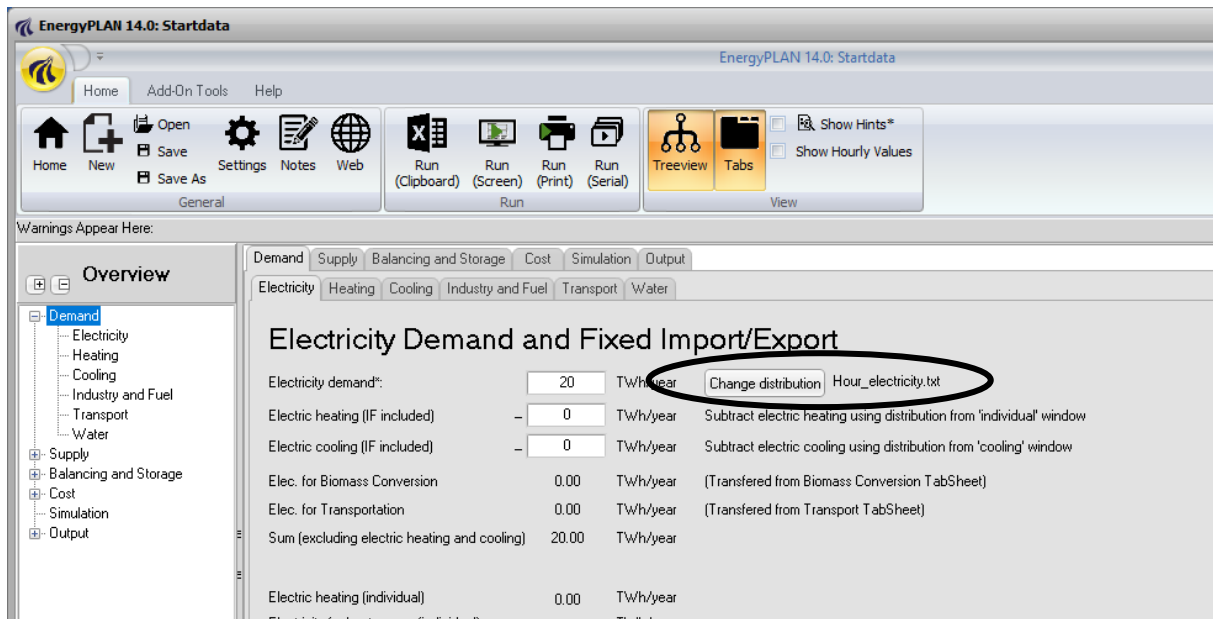 EnergyPLAN 14.0: Startdata
EnergyPLAN 14.0: Startdata
Home Add-On Tools Help
Home
New
Open
Save
Save As
Settings
Notes
Web
General
Run (Clipboard)
Run (Screen)
Run (Print)
Run (Serial)
Run
Treeview
Tabs
Show Hints*
Show Hourly Values
View
Warnings Appear Here:
Overview
Demand
Electricity
Heating
Cooling
Industry and Fuel
Transport
Water
Supply
Balancing and Storage
Cost
Simulation
Output
Demand Supply Balancing and Storage Cost Simulation Output
Electricity Heating Cooling Industry and Fuel Transport Water
Electricity Demand and Fixed Import/Export
Electricity demand*: 20 TWh/year Change distribution Hour_electricity.txt
Electric heating (IF included) – 0 TWh/year Subtract electric heating using distribution from 'individual' window
Electric cooling (IF included) – 0 TWh/year Subtract electric cooling using distribution from 'cooling' window
Elec. for Biomass Conversion 0.00 TWh/year (Transfered from Biomass Conversion TabSheet)
Elec. for Transportation 0.00 TWh/year (Transfered from Transport TabSheet)
Sum (excluding electric heating and cooling) 20.00 TWh/year
Electric heating (individual) 0.00 TWh/year